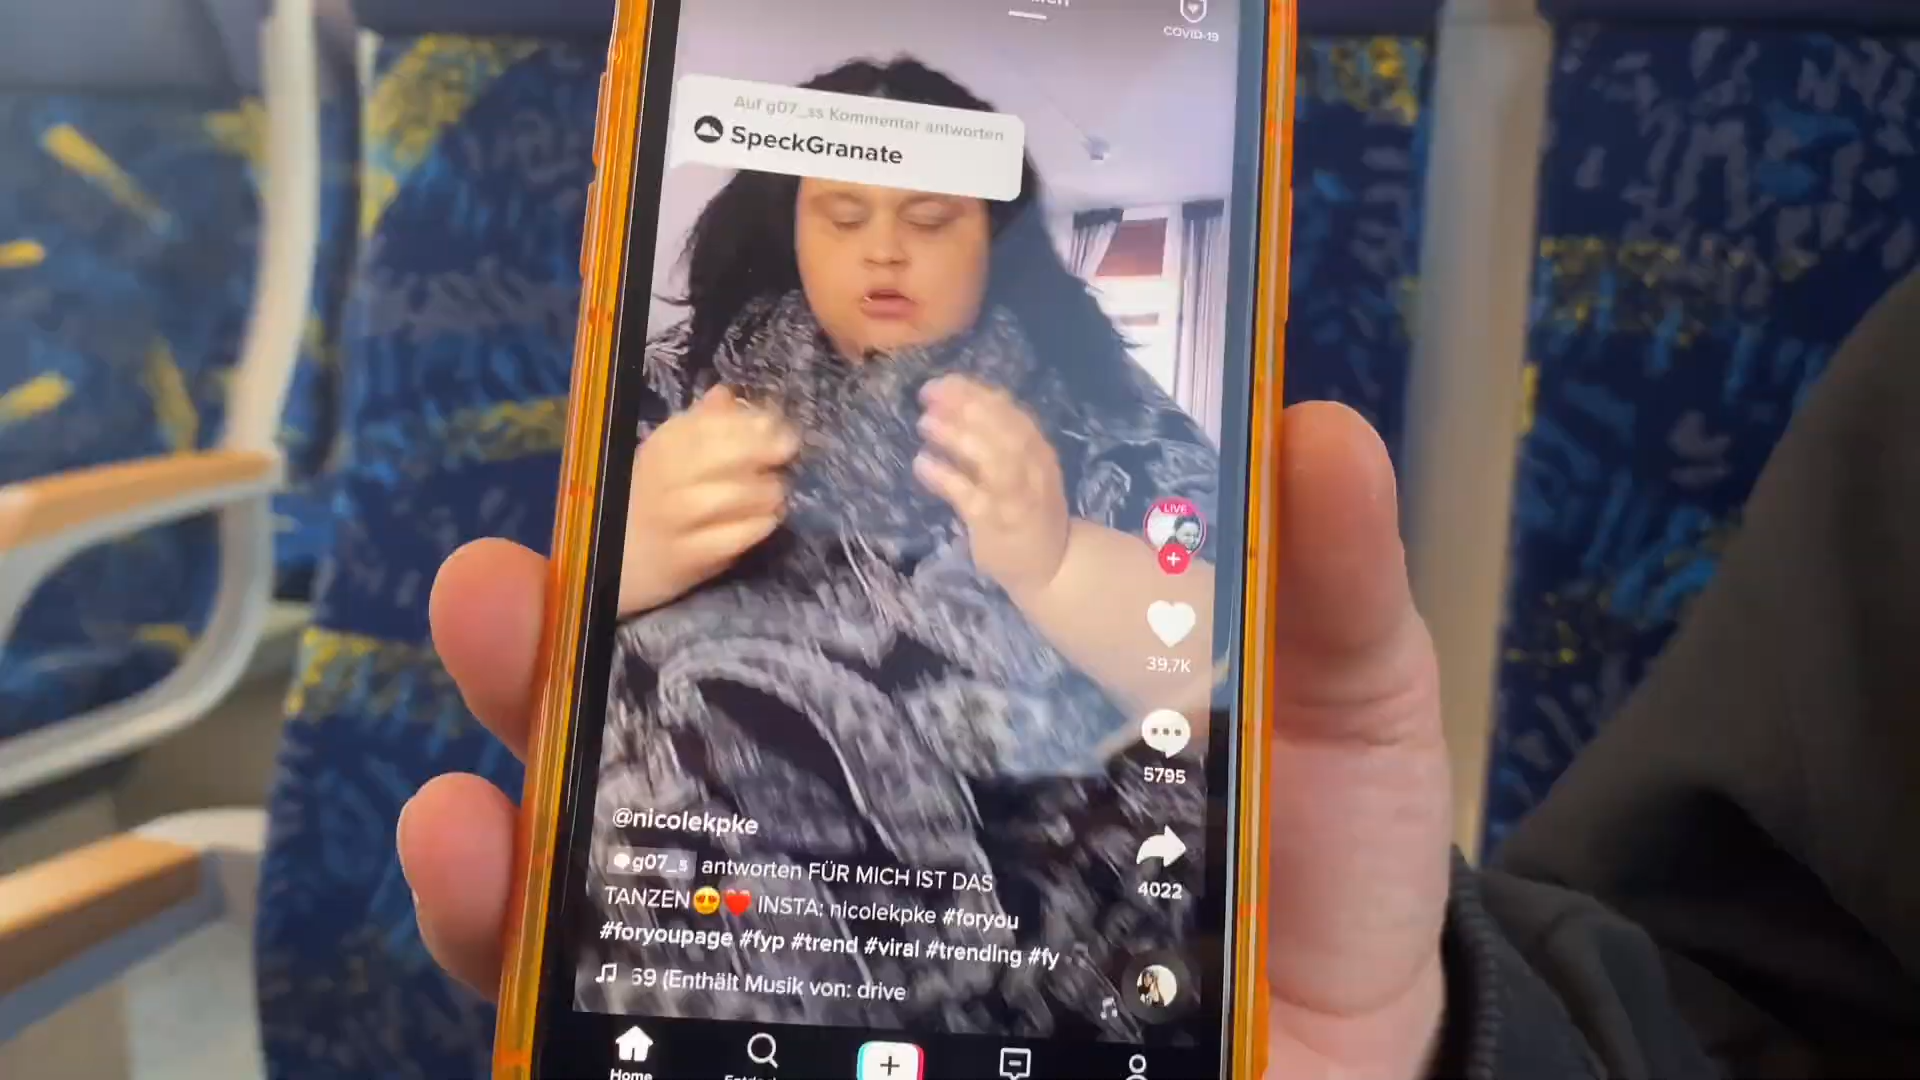 COVID-19
Auf g07_ss Kommentar antworten
SpeckGranate
LIVE
39,7K
5795
4022
@nicolekpke
g07_s antworten FÜR MICH IST DAS
TANZEN😍❤️ INSTA: nicolekpke #foryou
#foryoupage #fyp #trend #viral #trending #fy
69 (Enthält Musik von: drive
Home